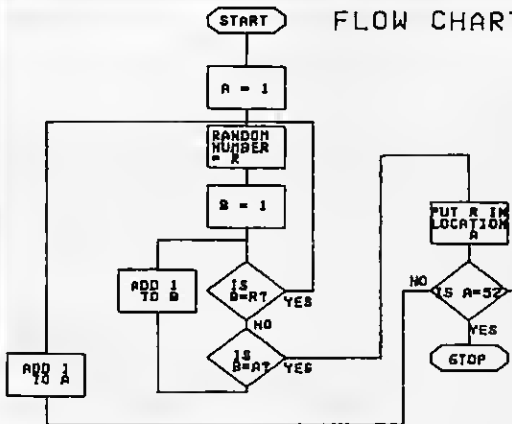 FLOW CHART
START
A = 1
RANDOM
NUMBER
= R
B = 1
ADD 1
TO B
IS
B=R?
YES
NO
IS
B=A?
YES
ADD 1
TO A
PUT R IN
LOCATION
A
NO
IS A=52
YES
STOP